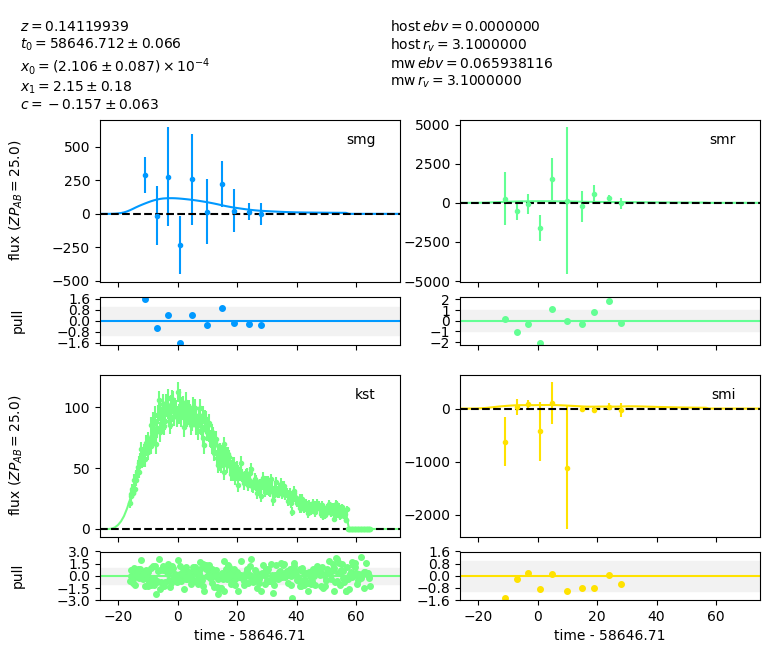 z = 0.14119939
t₀ = 58646.712 ± 0.066
x₀ = (2.106 ± 0.087) × 10⁻⁴
x₁ = 2.15 ± 0.18
c = −0.157 ± 0.063
host ebv = 0.0000000
host r_v = 3.1000000
mw ebv = 0.065938116
mw r_v = 3.1000000
smg
500
250
0
−250
−500
flux (ZP_AB = 25.0)
smr
5000
2500
0
−2500
−5000
1.6
0.8
0.0
−0.8
−1.6
pull
2
1
0
−1
−2
kst
100
50
0
flux (ZP_AB = 25.0)
smi
0
−1000
−2000
3.0
1.5
0.0
−1.5
−3.0
pull
−20 0 20 40 60
time - 58646.71
1.6
0.8
0.0
−0.8
−1.6
−20 0 20 40 60
time - 58646.71